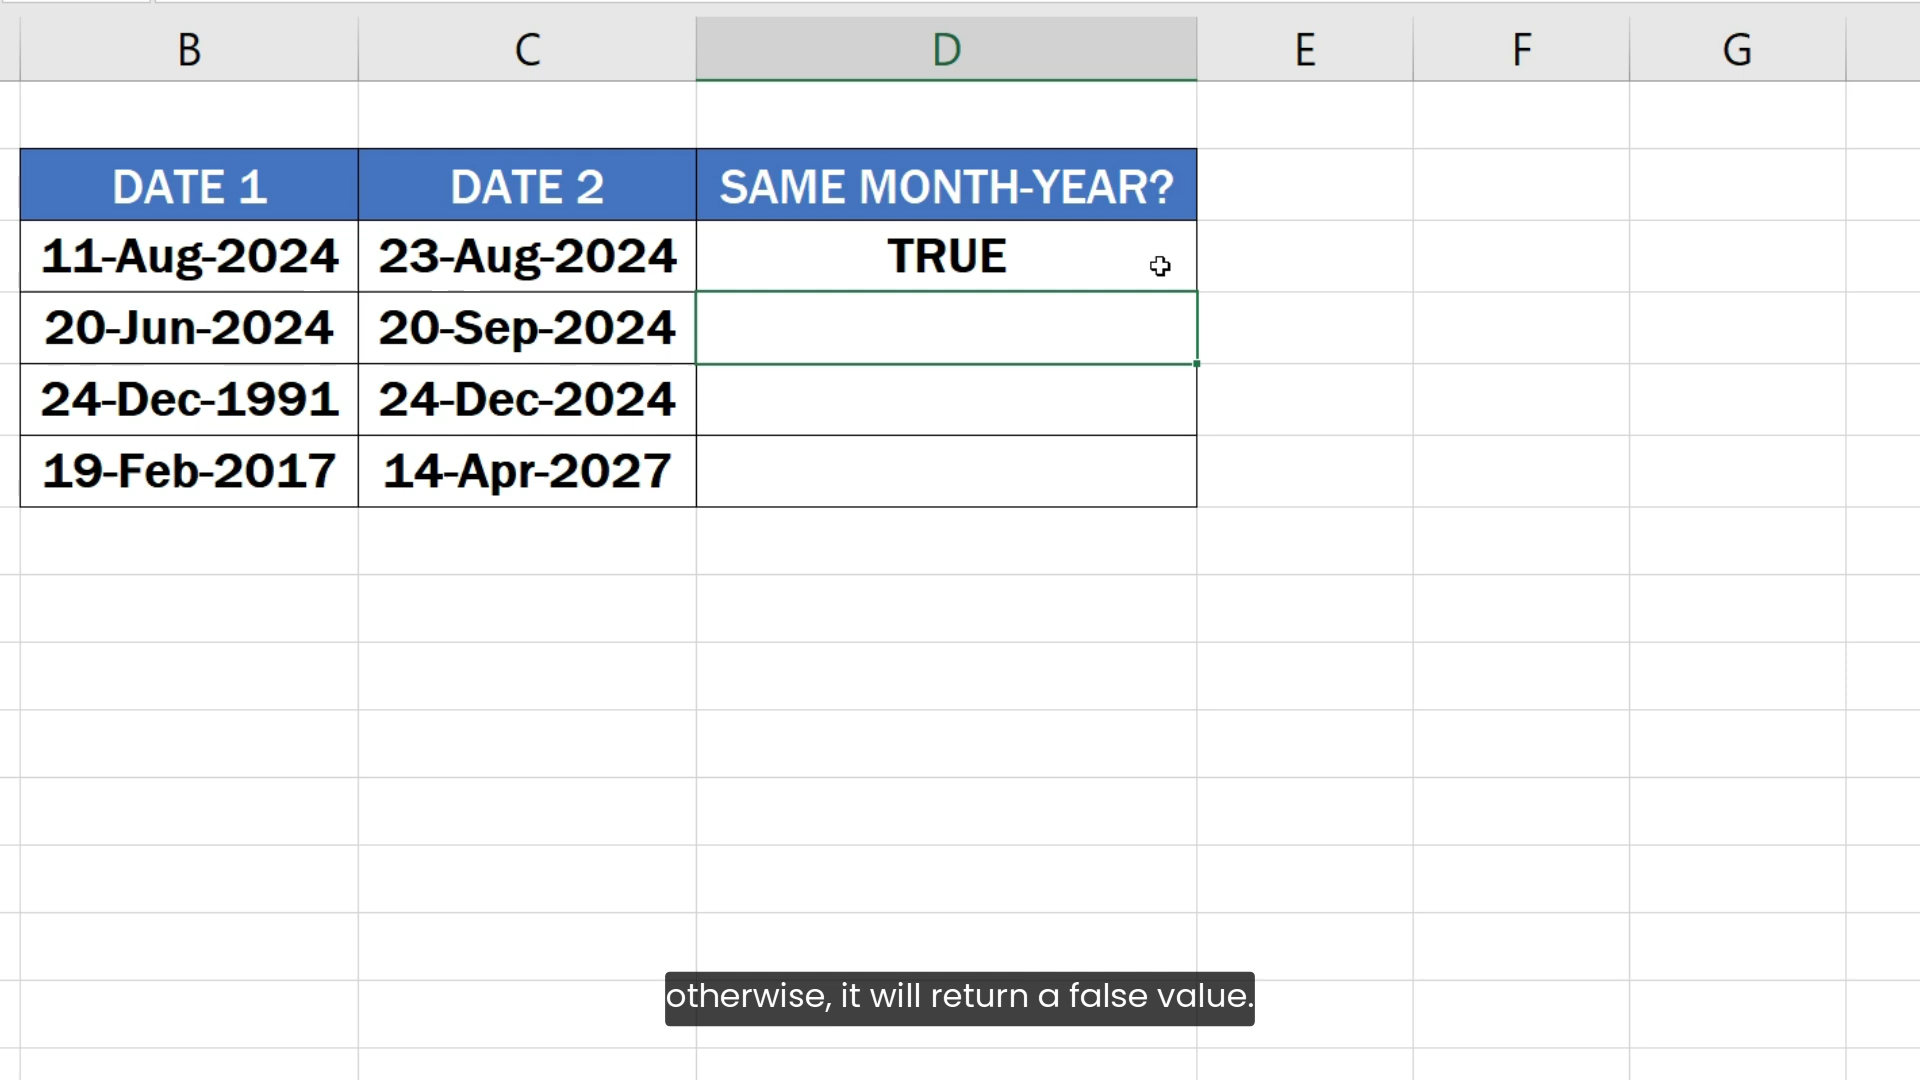 B C D E F G
DATE 1 DATE 2 SAME MONTH-YEAR?
11-Aug-2024 23-Aug-2024 TRUE
20-Jun-2024 20-Sep-2024
24-Dec-1991 24-Dec-2024
19-Feb-2017 14-Apr-2027
otherwise, it will return a false value.